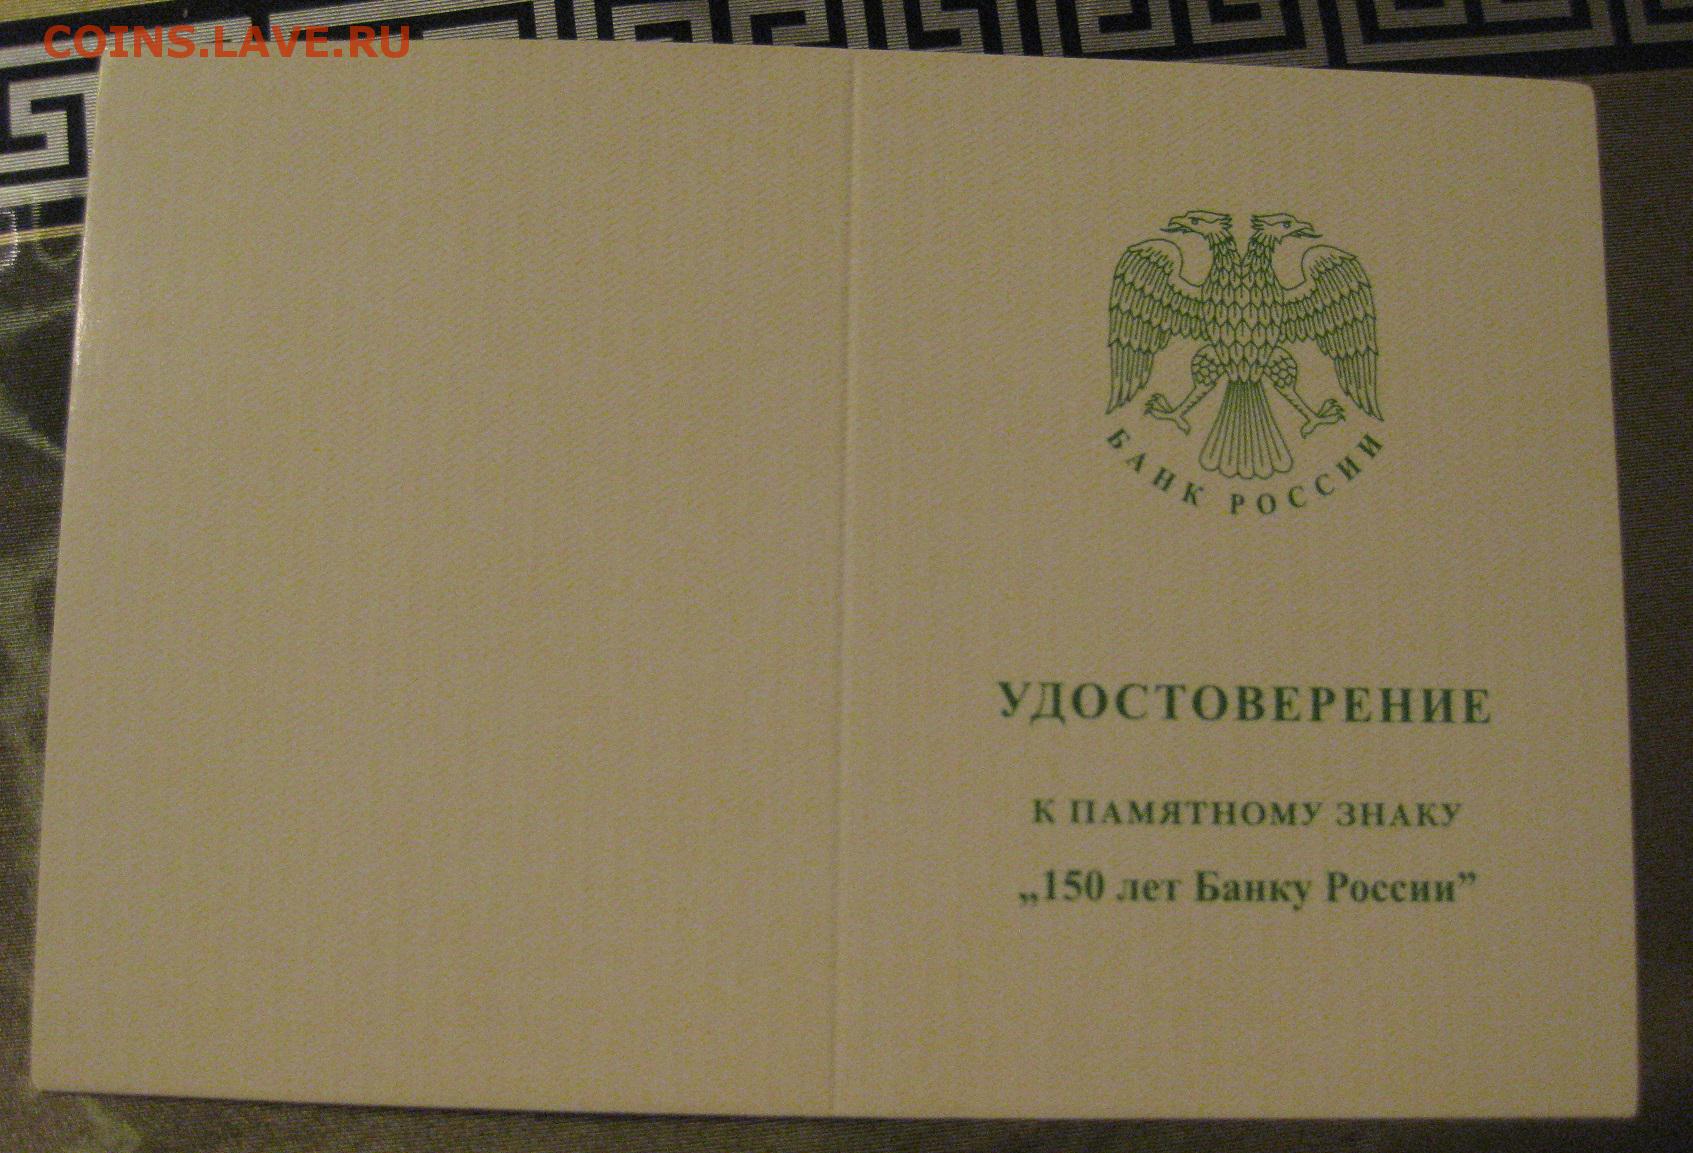 COINS.LAVE.RU
БАНК РОССИИ
УДОСТОВЕРЕНИЕ
К ПАМЯТНОМУ ЗНАКУ
„150 лет Банку России”